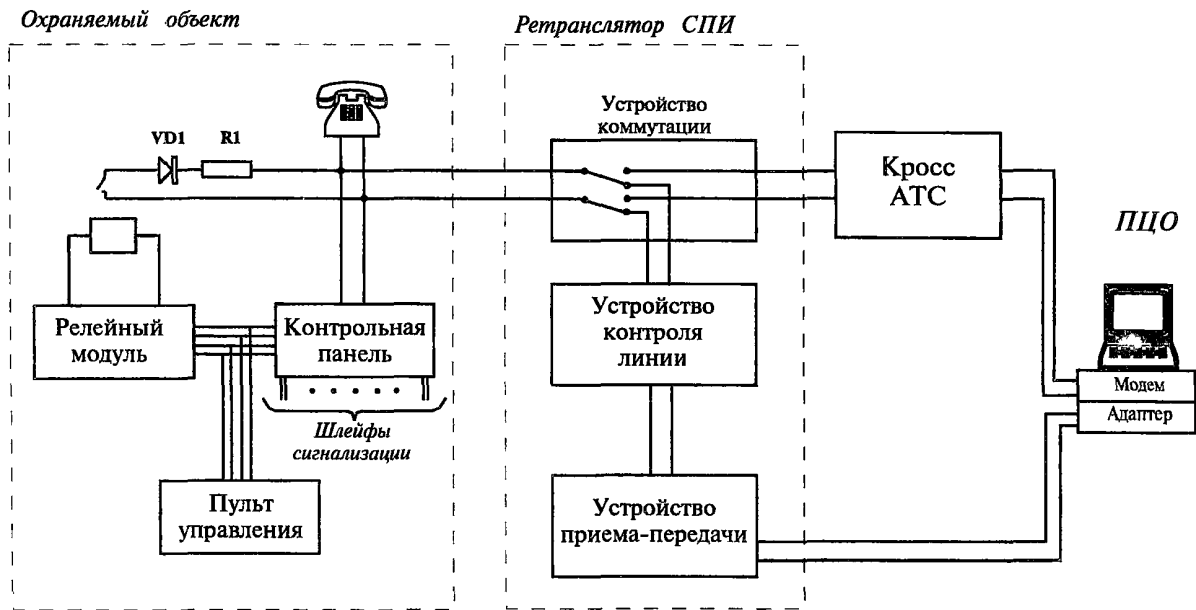 Охраняемый объект
Ретранслятор СПИ
Устройство
коммутации
VD1
R1
Кросс
АТС
ПЦО
Релейный
модуль
Контрольная
панель
Устройство
контроля
линии
Модем
Адаптер
Шлейфы
сигнализации
Пульт
управления
Устройство
приема-передачи